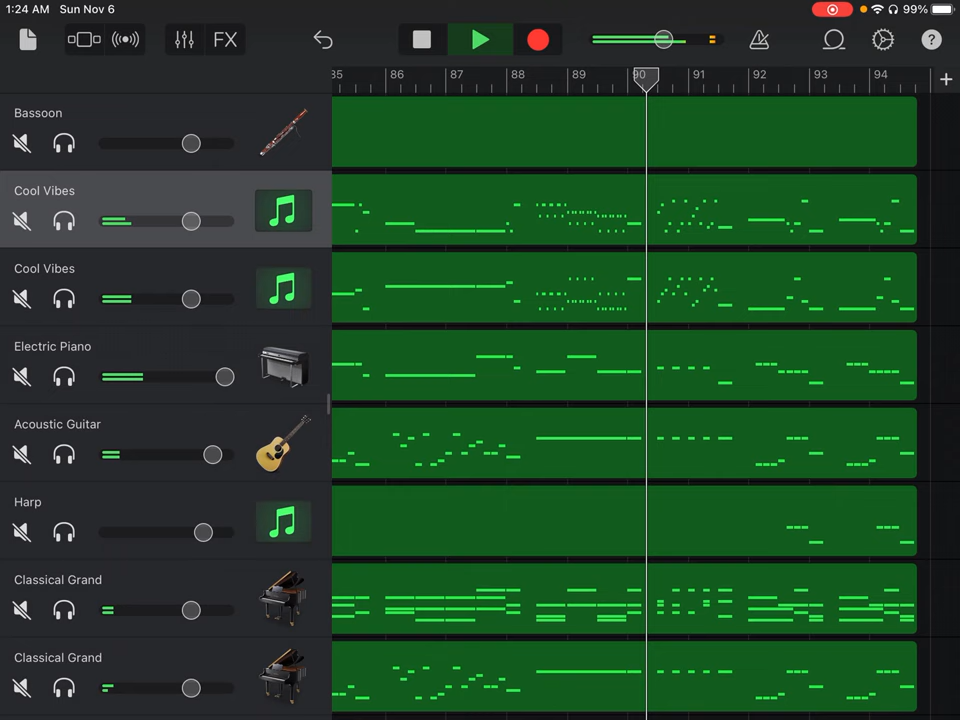 1:24 AM Sun Nov 6 99%
FX ?
85 86 87 88 89 90 91 92 93 94 +
Bassoon
Cool Vibes
Cool Vibes
Electric Piano
Acoustic Guitar
Harp
Classical Grand
Classical Grand